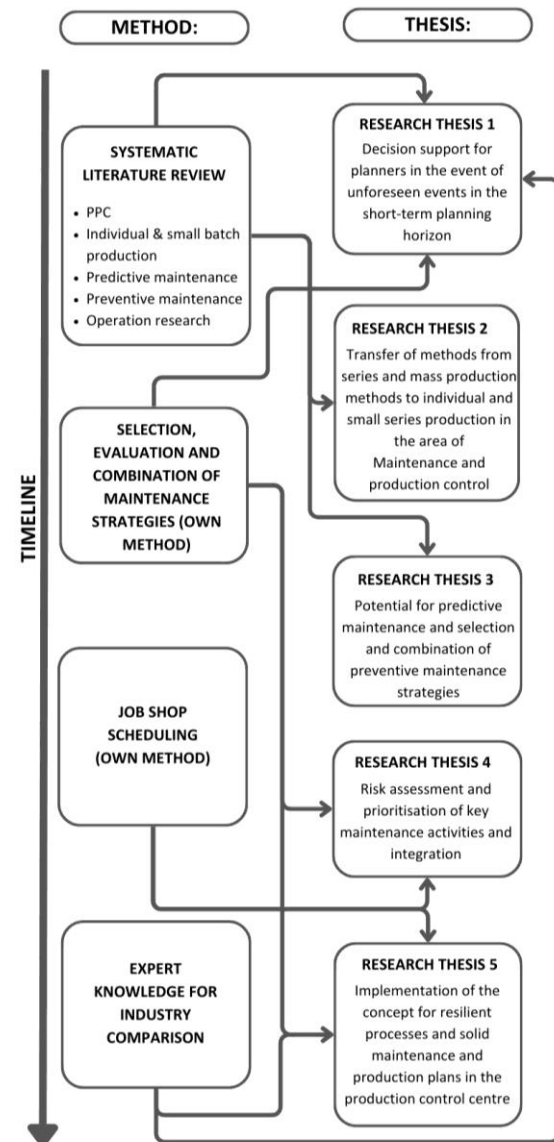 METHOD:
THESIS:
TIMELINE
SYSTEMATIC
LITERATURE REVIEW
• PPC
• Individual & small batch
production
• Predictive maintenance
• Preventive maintenance
• Operation research
RESEARCH THESIS 1
Decision support for
planners in the event of
unforeseen events in the
short-term planning
horizon
RESEARCH THESIS 2
Transfer of methods from
series and mass production
methods to individual and
small series production in
the area of
Maintenance and
production control
SELECTION,
EVALUATION AND
COMBINATION OF
MAINTENANCE
STRATEGIES (OWN
METHOD)
RESEARCH THESIS 3
Potential for predictive
maintenance and selection
and combination of
preventive maintenance
strategies
JOB SHOP
SCHEDULING
(OWN METHOD)
RESEARCH THESIS 4
Risk assessment and
prioritisation of key
maintenance activities and
integration
EXPERT
KNOWLEDGE FOR
INDUSTRY
COMPARISON
RESEARCH THESIS 5
Implementation of the
concept for resilient
processes and solid
maintenance and
production plans in the
production control centre